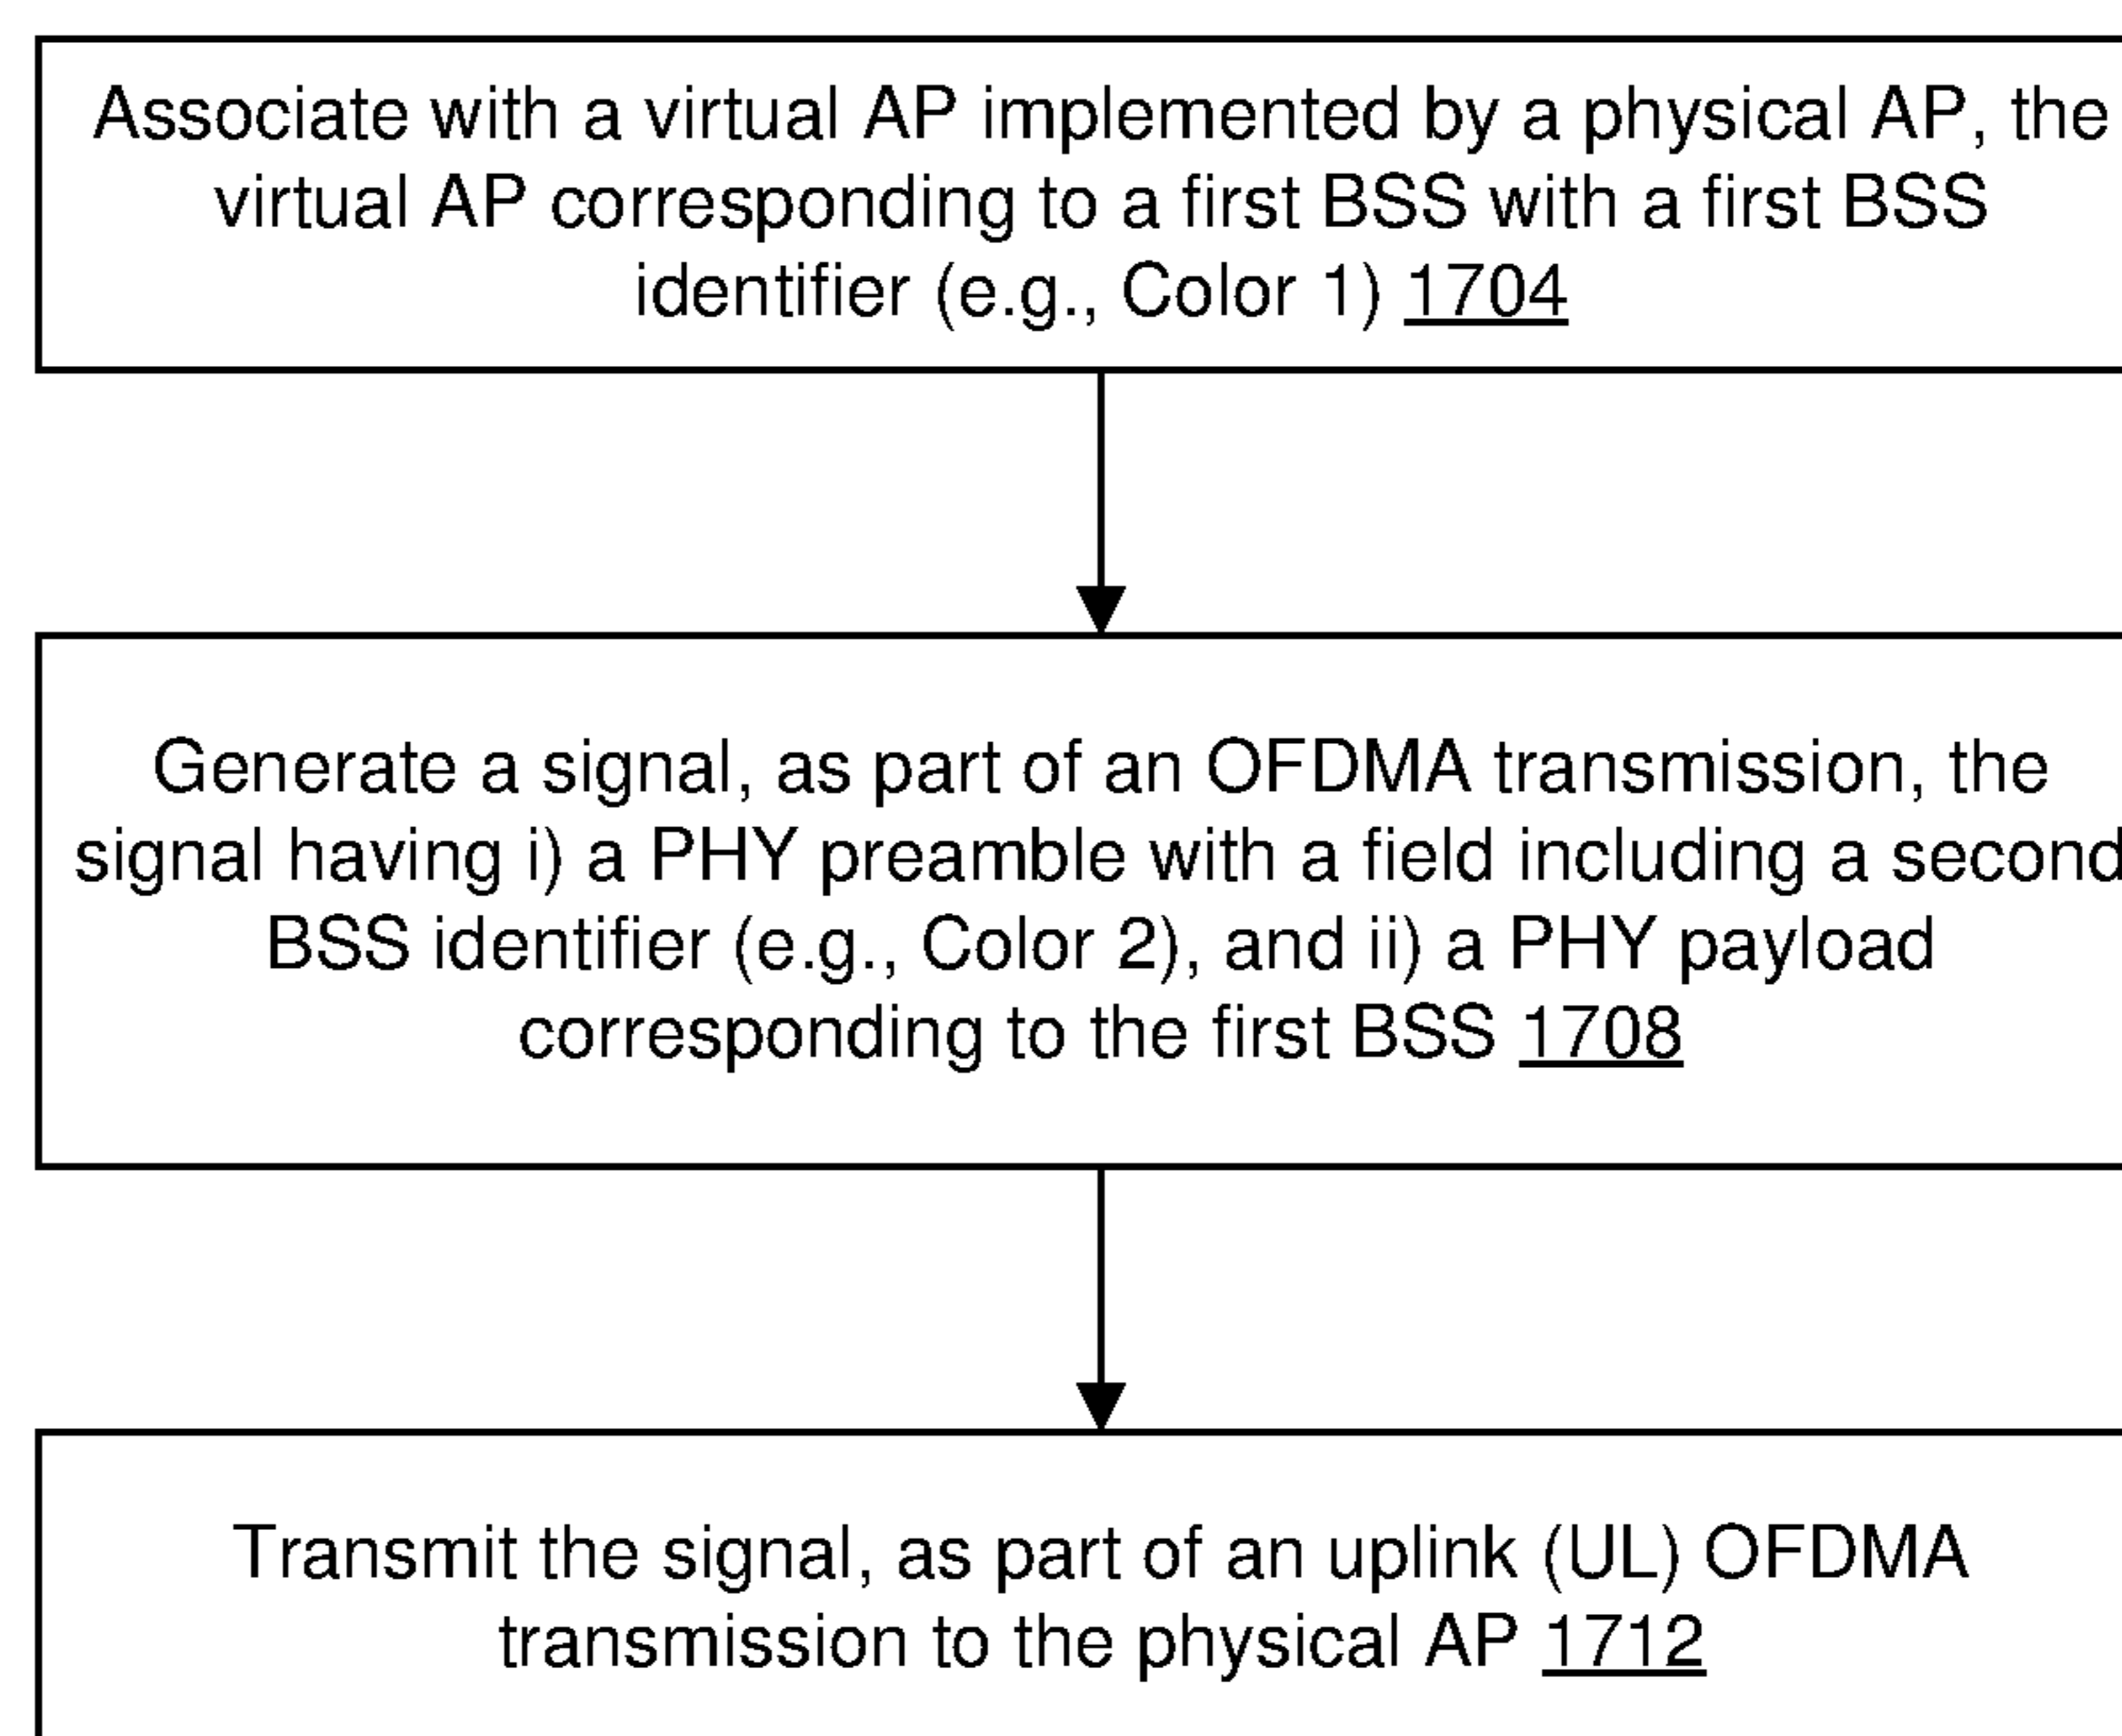 Associate with a virtual AP implemented by a physical AP, the
virtual AP corresponding to a first BSS with a first BSS
identifier (e.g., Color 1) 1704
Generate a signal, as part of an OFDMA transmission, the
signal having i) a PHY preamble with a field including a second
BSS identifier (e.g., Color 2), and ii) a PHY payload
corresponding to the first BSS 1708
Transmit the signal, as part of an uplink (UL) OFDMA
transmission to the physical AP 1712